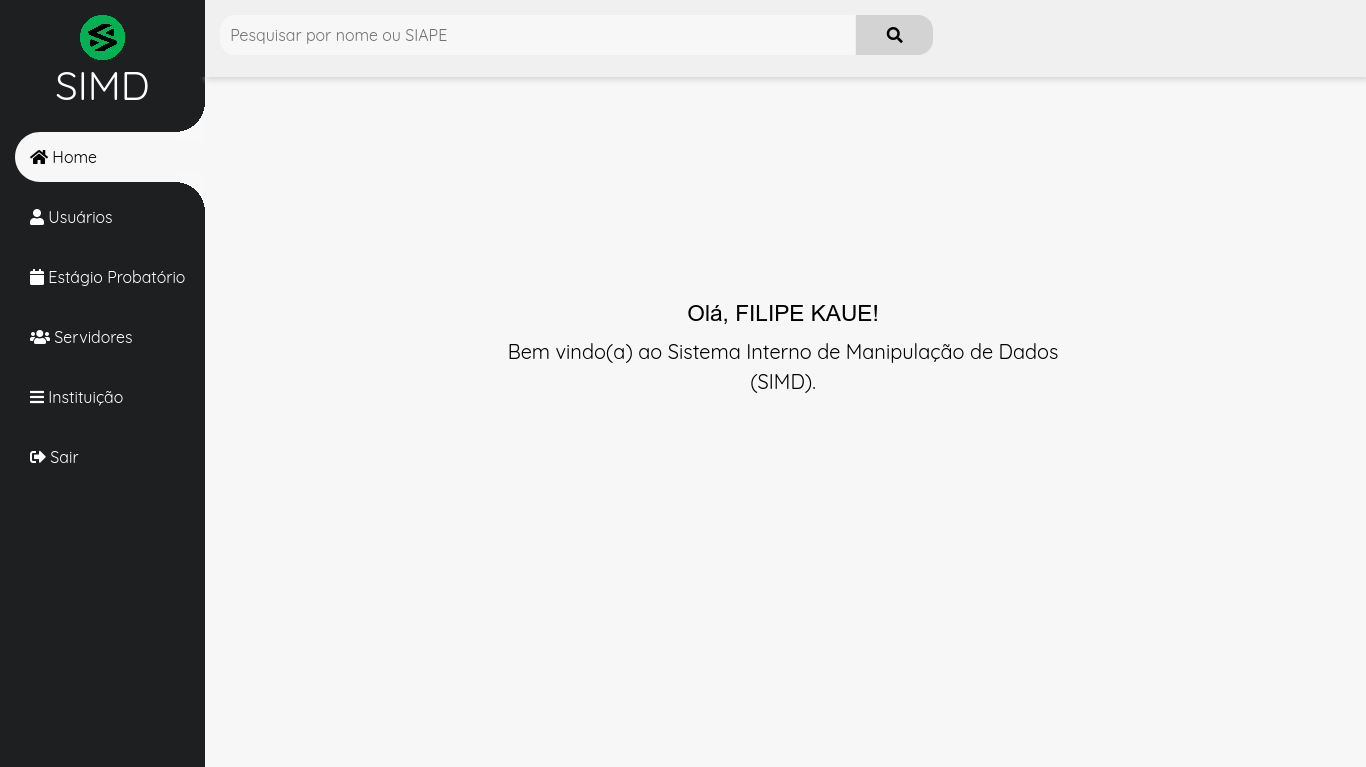 SIMD
Pesquisar por nome ou SIAPE
Home
Usuários
Estágio Probatório
Servidores
Instituição
Sair
Olá, FILIPE KAUE!
Bem vindo(a) ao Sistema Interno de Manipulação de Dados
(SIMD).